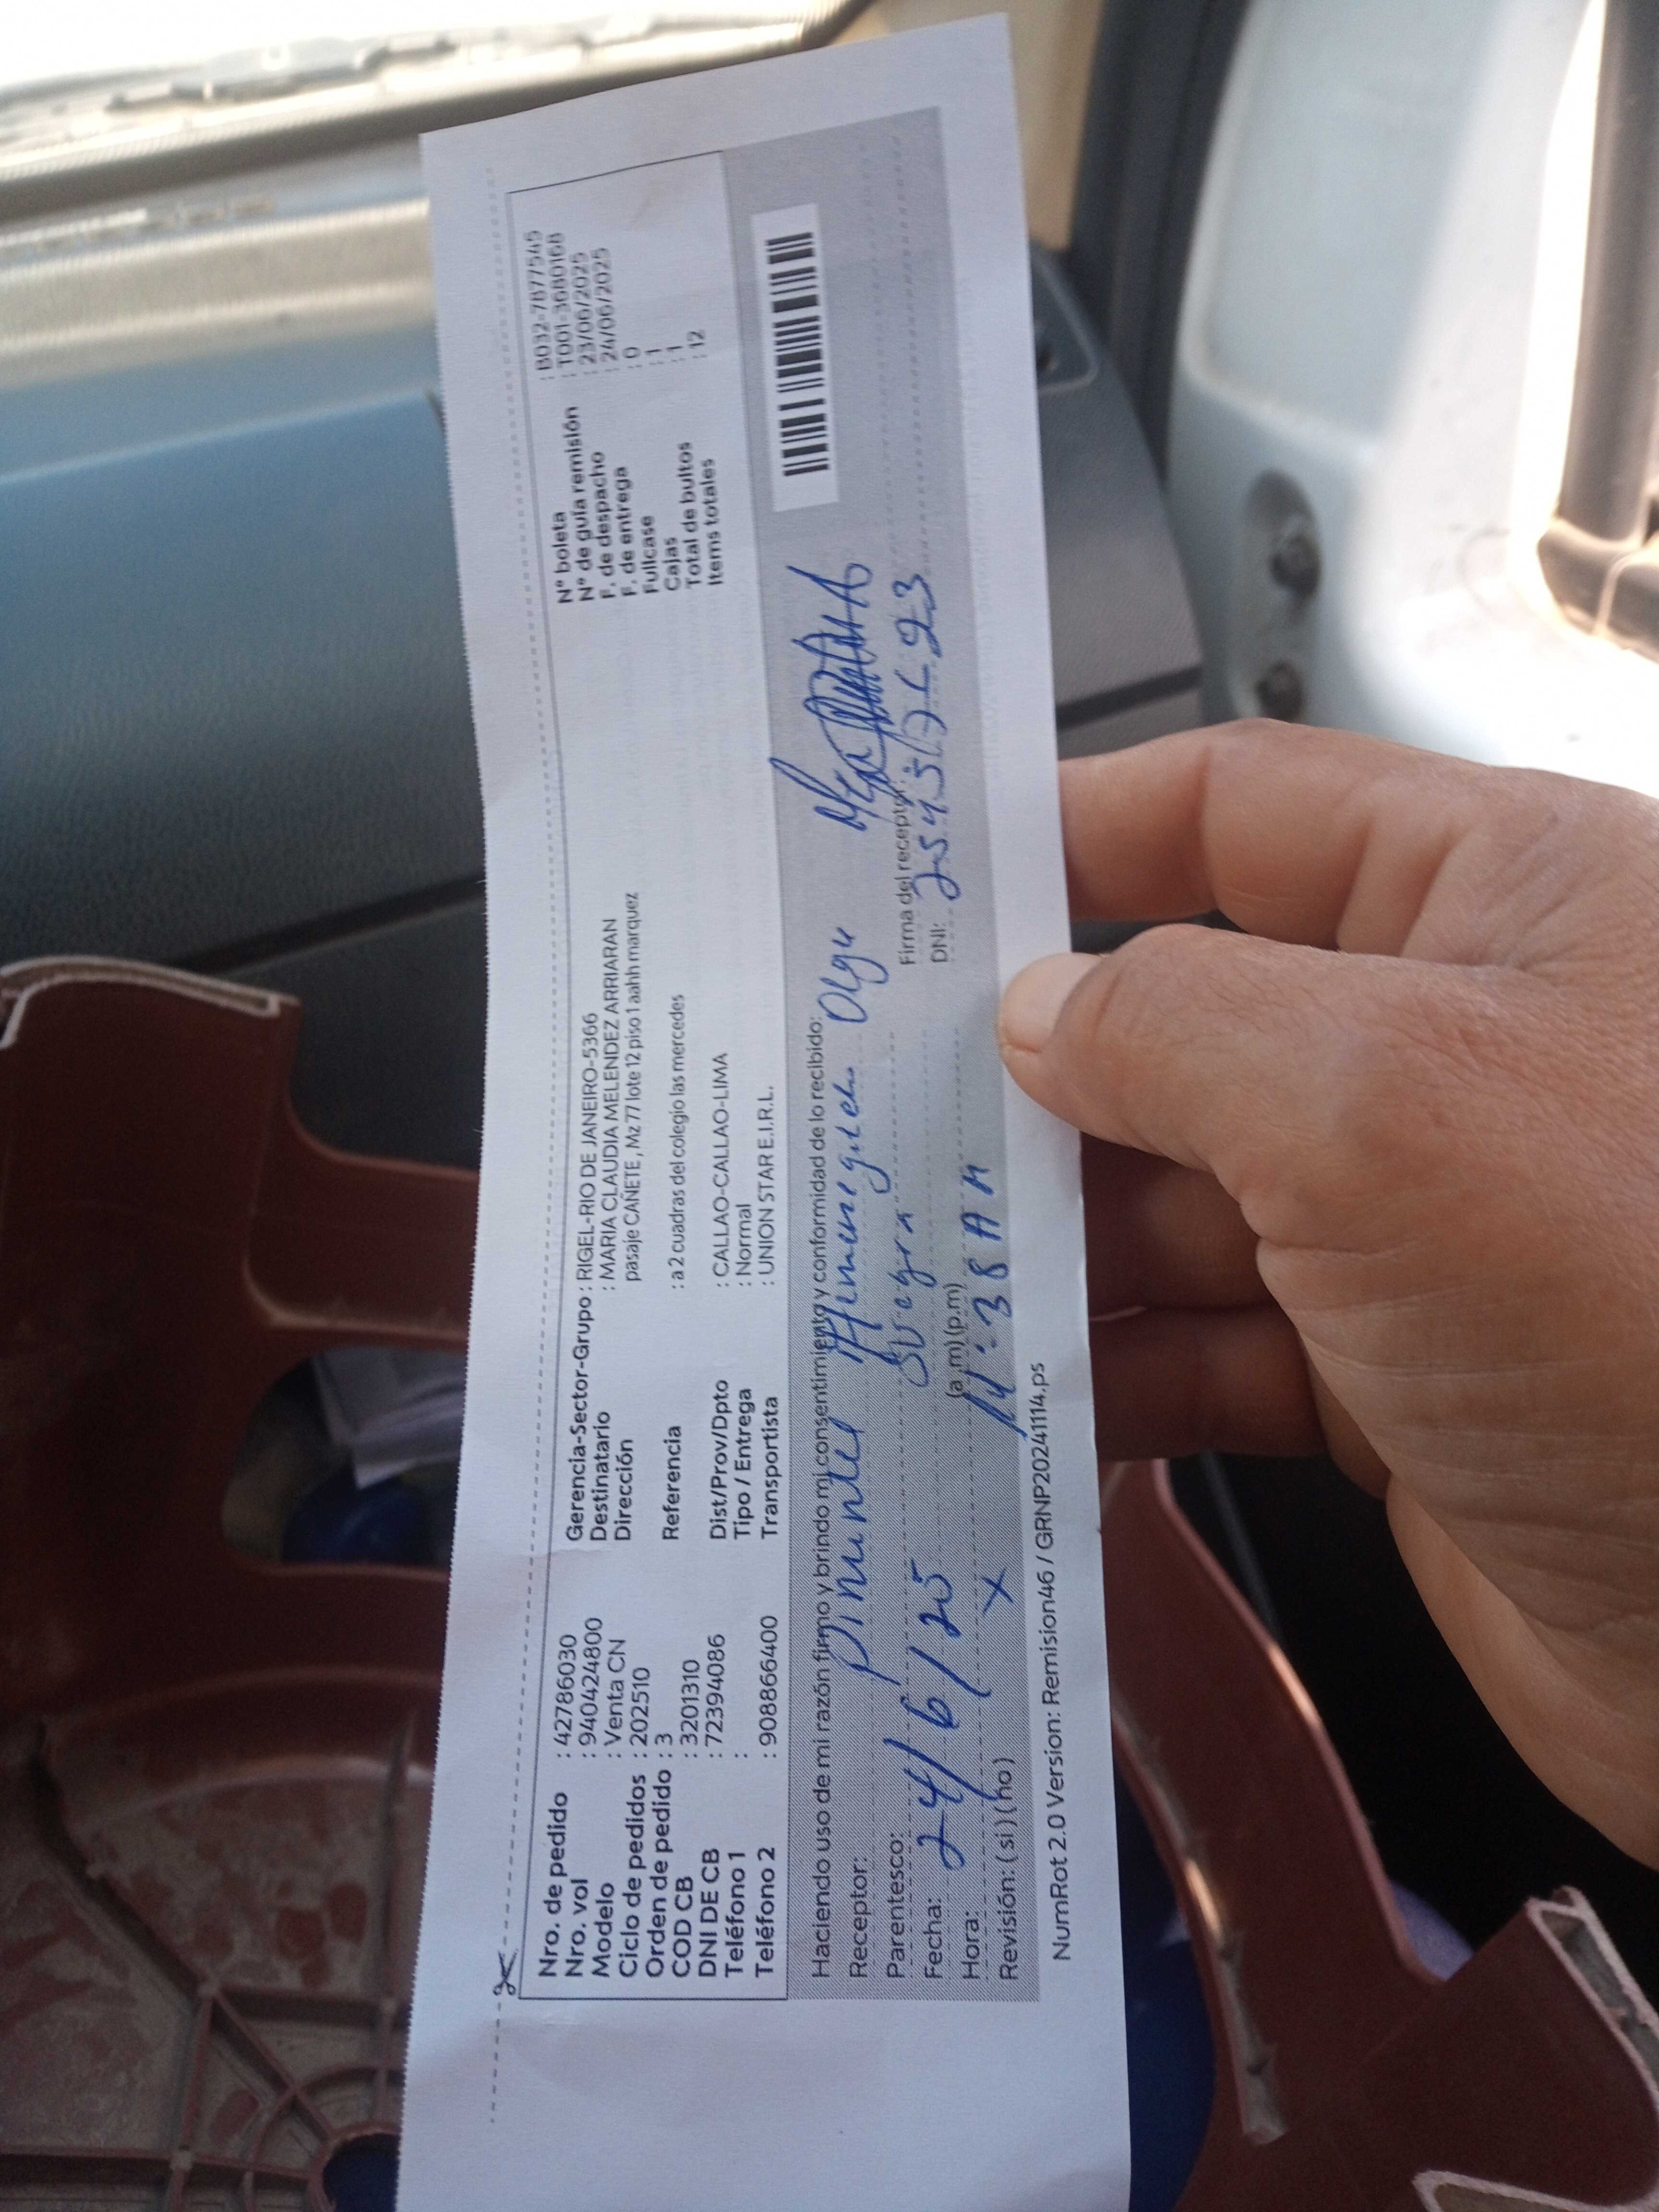 Nro. de pedido : 42786030
Nro. vol : 940424800
Modelo : Venta CN
Ciclo de pedidos : 202510
Orden de pedido : 3
COD CB : 3201310
DNI DE CB : 72394086
Teléfono 1 :
Teléfono 2 : 908866400
Gerencia-Sector-Grupo : RIGEL-RIO DE JANEIRO-5366
Destinatario : MARIA CLAUDIA MELENDEZ ARRIARAN
Dirección pasaje CAÑETE , Mz 77 lote 12 piso 1 aahh marquez
Referencia : a 2 cuadras del colegio las mercedes
Dist/Prov/Dpto : CALLAO-CALLAO-LIMA
Tipo / Entrega : Normal
Transportista : UNION STAR E.I.R.L.
N° boleta : B032-7877545
N° de guía remisión : T001-3680168
F. de despacho : 23/06/2025
F. de entrega : 24/06/2025
Fullcase : 0
Cajas : 1
Total de bultos : 1
Items totales : 12
Haciendo uso de mi razón firmo y brindo mi consentimiento y conformidad de lo recibido:
Receptor: Olga
Parentesco: Suegra
Fecha: 24/6/25
Hora: (a.m)(p.m) 11:38 AM
Revisión: (si) (no) X
Firma del receptor:
DNI:
NumRot 2.0 Version: Remision46 / GRNP20241114.ps